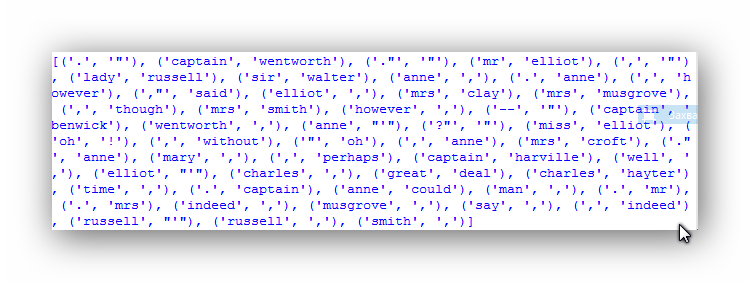 [('.', '"'), ('captain', 'wentworth'), ('."', '"'), ('mr', 'elliot'), (',', '"')
, ('lady', 'russell'), ('sir', 'walter'), ('anne', ','), ('.', 'anne'), (',', 'h
owever'), (',"', 'said'), ('elliot', ','), ('mrs', 'clay'), ('mrs', 'musgrove'),
 (',', 'though'), ('mrs', 'smith'), ('however', ','), ('--', '"'), ('captain',
benwick'), ('wentworth', ','), ('anne', "'"), ('?"', '"'), ('miss', 'elliot'), (
'oh', '!'), (',', 'without'), ('"', 'oh'), (',', 'anne'), ('mrs', 'croft'), ('."
', 'anne'), ('mary', ','), (',', 'perhaps'), ('captain', 'harville'), ('well', '
,'), ('elliot', "'"), ('charles', ','), ('great', 'deal'), ('charles', 'hayter')
, ('time', ','), ('.', 'captain'), ('anne', 'could'), ('man', ','), ('.', 'mr'),
 ('.', 'mrs'), ('indeed', ','), ('musgrove', ','), ('say', ','), (',', 'indeed')
, ('russell', "'"), ('russell', ','), ('smith', ',')]